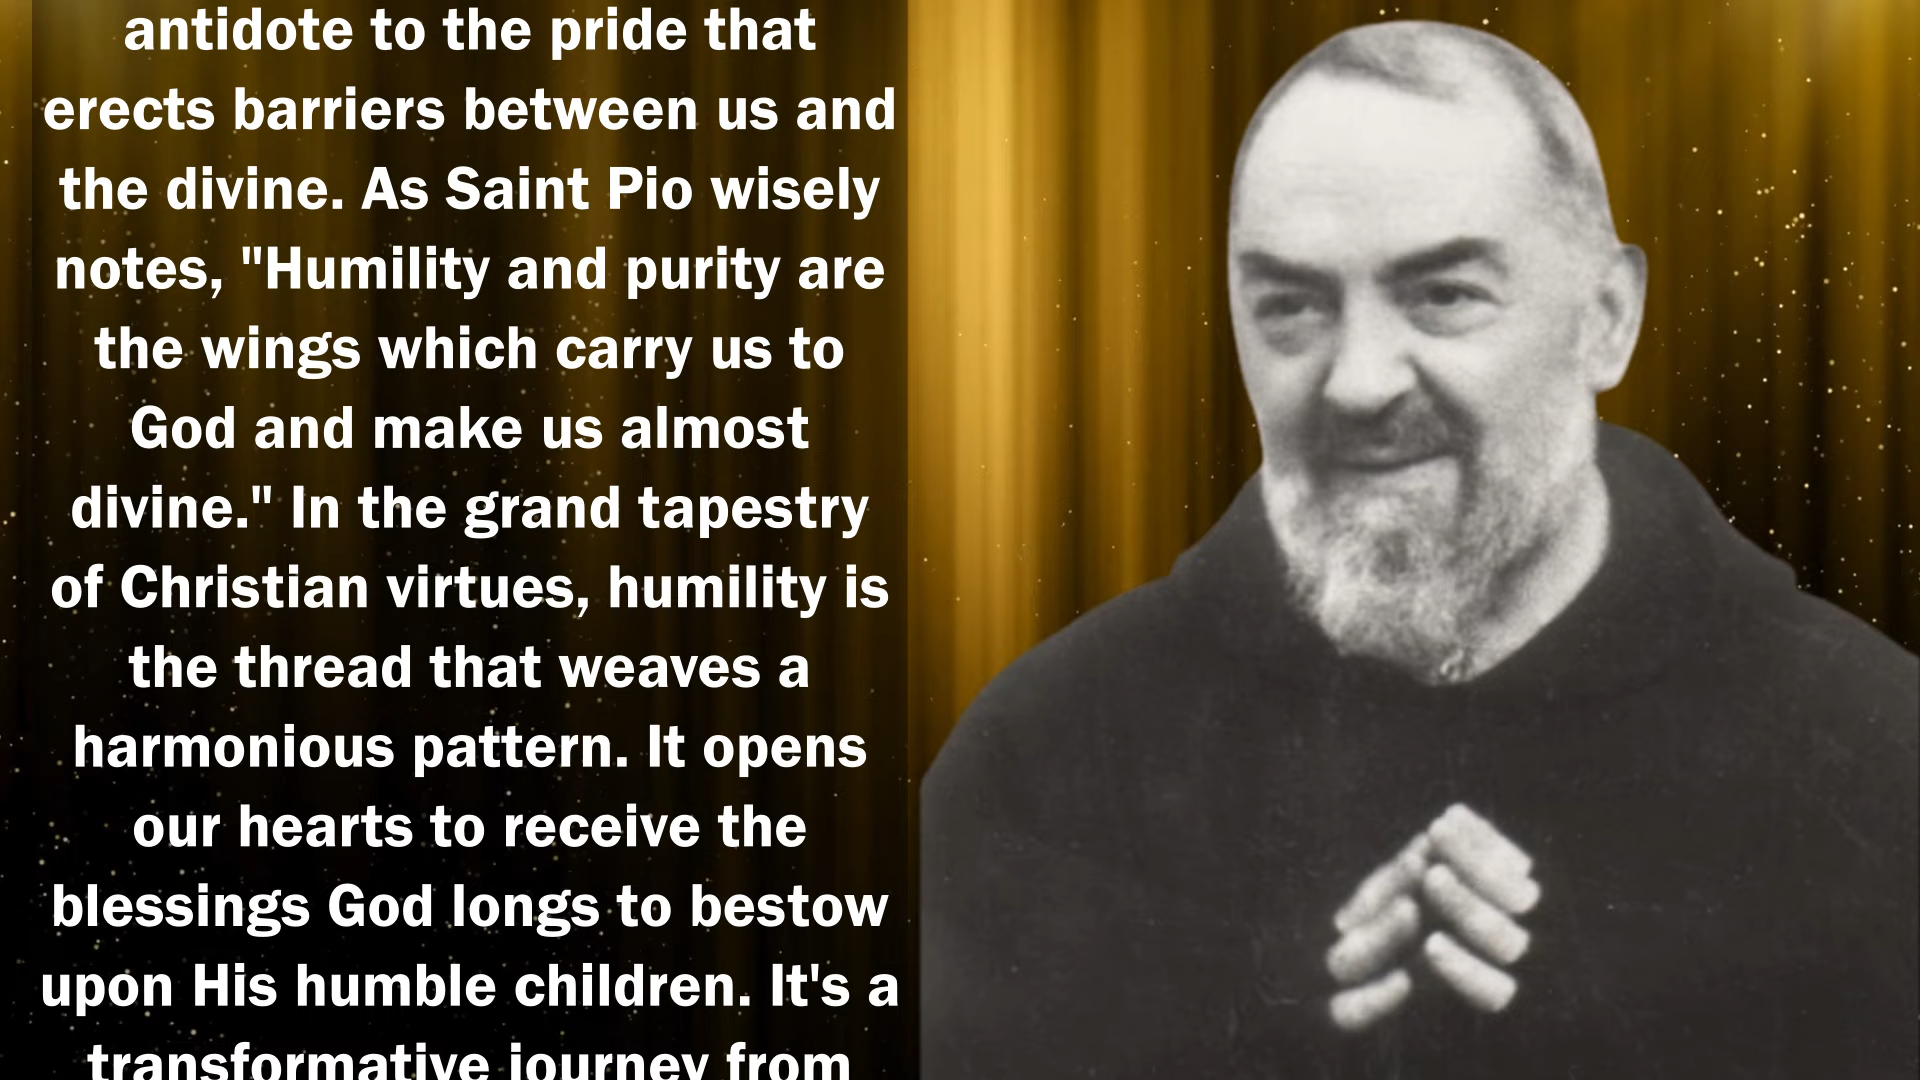 antidote to the pride that
erects barriers between us and
the divine. As Saint Pio wisely
notes, "Humility and purity are
the wings which carry us to
God and make us almost
divine." In the grand tapestry
of Christian virtues, humility is
the thread that weaves a
harmonious pattern. It opens
our hearts to receive the
blessings God longs to bestow
upon His humble children. It's a
transformative journey from